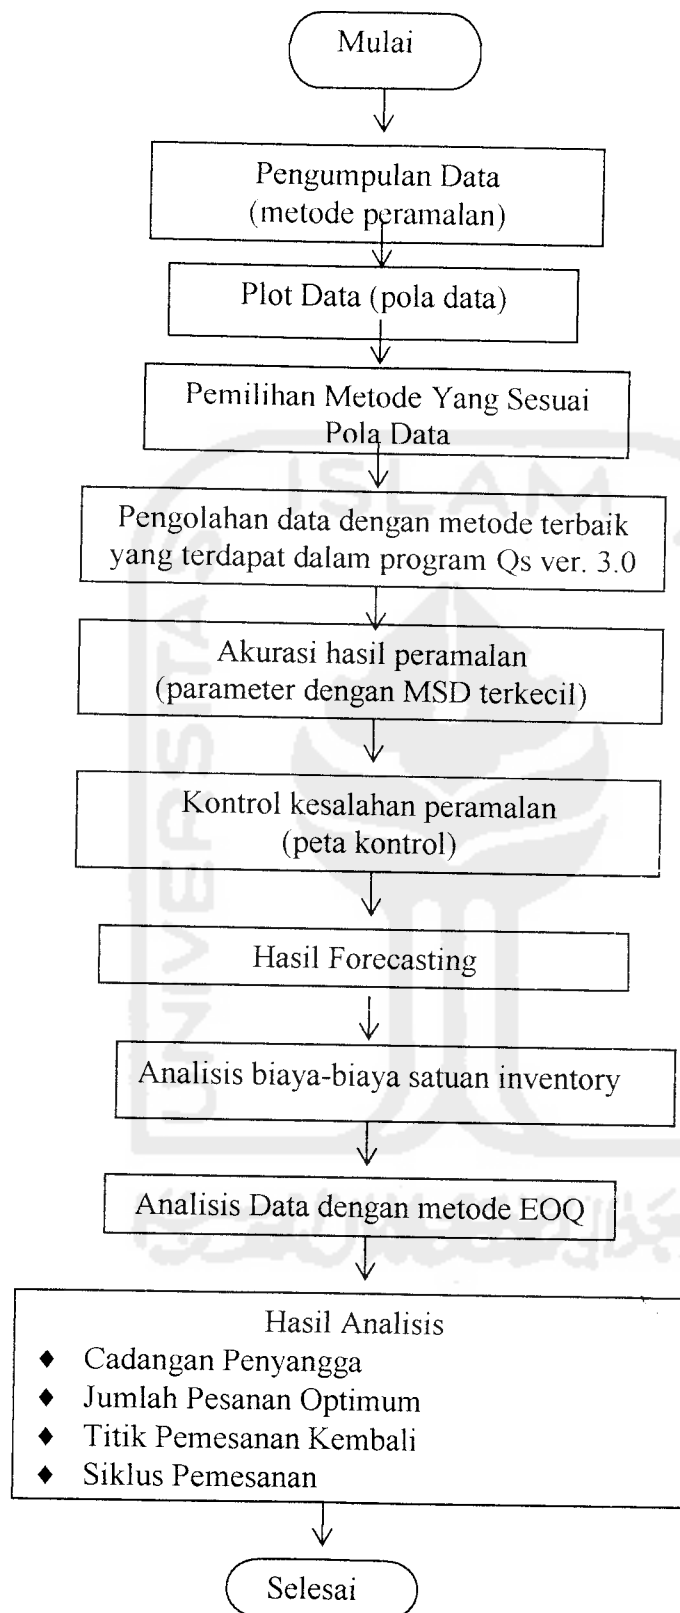 Mulai
Pengumpulan Data
(metode peramalan)
Plot Data (pola data)
Pemilihan Metode Yang Sesuai
Pola Data
Pengolahan data dengan metode terbaik
yang terdapat dalam program Qs ver. 3.0
Akurasi hasil peramalan
(parameter dengan MSD terkecil)
Kontrol kesalahan peramalan
(peta kontrol)
Hasil Forecasting
Analisis biaya-biaya satuan inventory
Analisis Data dengan metode EOQ
Hasil Analisis
♦ Cadangan Penyangga
♦ Jumlah Pesanan Optimum
♦ Titik Pemesanan Kembali
♦ Siklus Pemesanan
Selesai
ISLAM
UNIVERSITAS